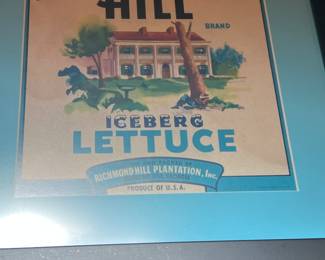 HILL
BRAND
ICEBERG
LETTUCE
RICHMOND HILL PLANTATION, INC.
PRODUCE OF U.S.A.